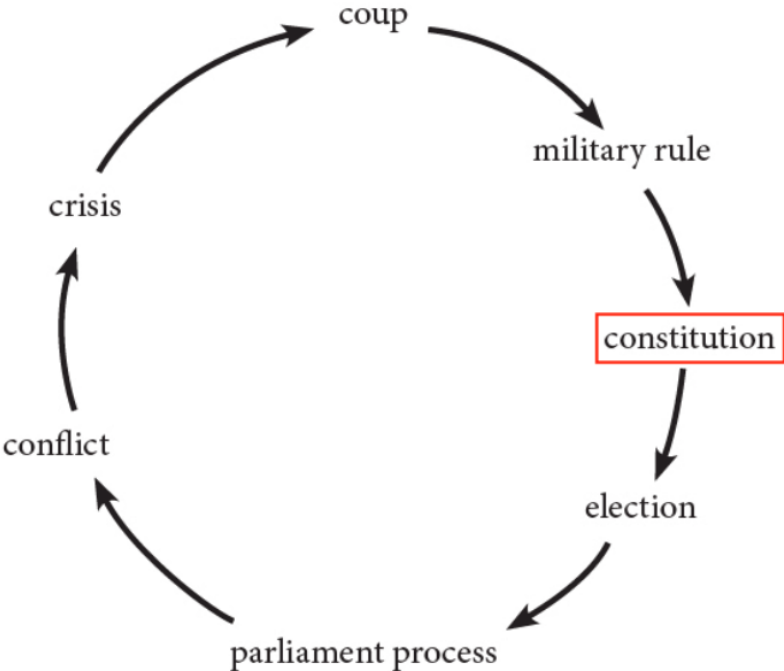 coup
military rule
constitution
election
parliament process
conflict
crisis